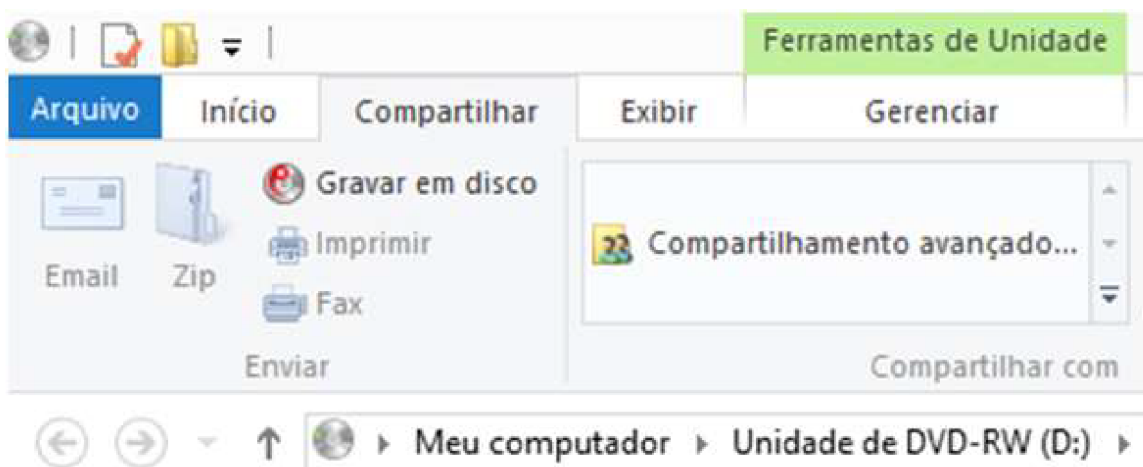 Ferramentas de Unidade
Arquivo Início Compartilhar Exibir Gerenciar
Email Zip
Gravar em disco
Imprimir
Fax
Enviar
Compartilhamento avançado...
Compartilhar com
Meu computador Unidade de DVD-RW (D:)